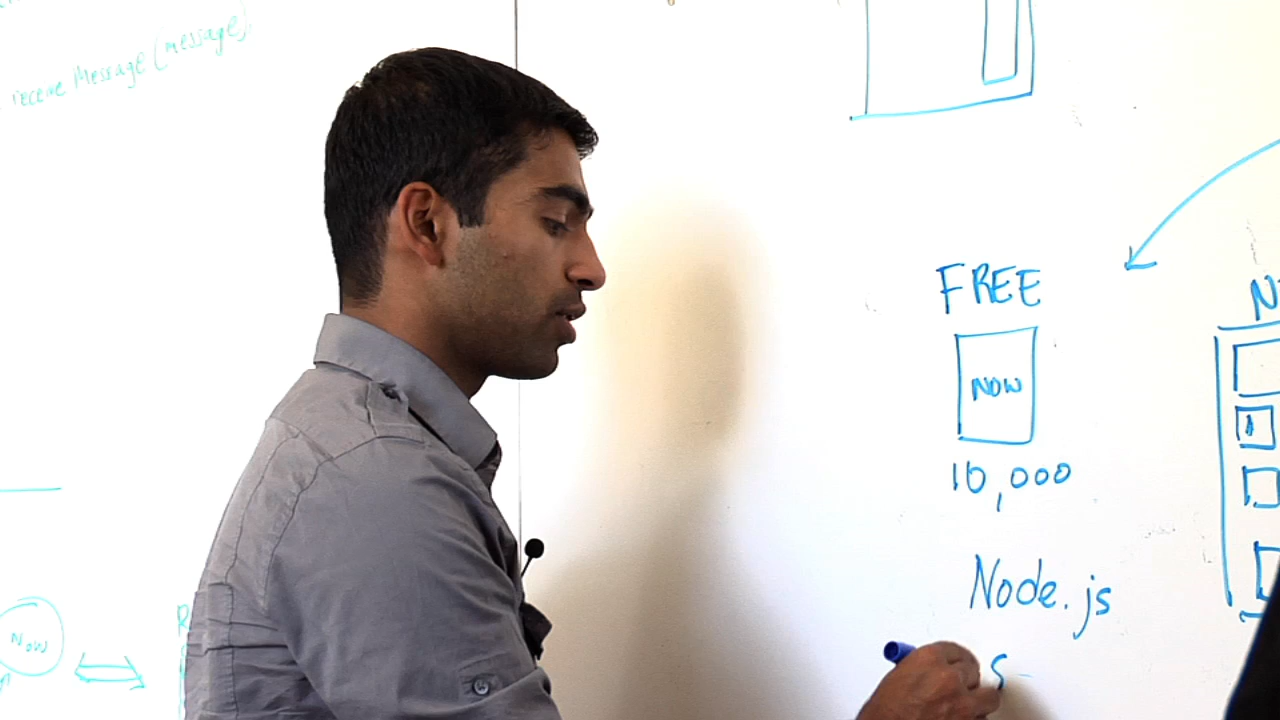 receive Message (message);
FREE
NOW
10,000
Node.js
S
NOW